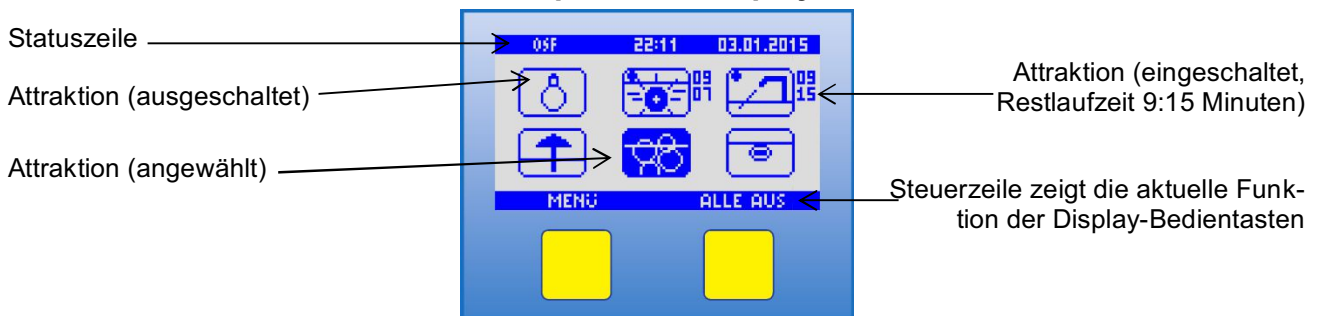 Statuszeile
Attraktion (ausgeschaltet)
Attraktion (angewählt)
OSF 22:11 03.01.2015
09
07
09
15
MENÜ ALLE AUS
Attraktion (eingeschaltet,
Restlaufzeit 9:15 Minuten)
Steuerzeile zeigt die aktuelle Funk-
tion der Display-Bedientasten